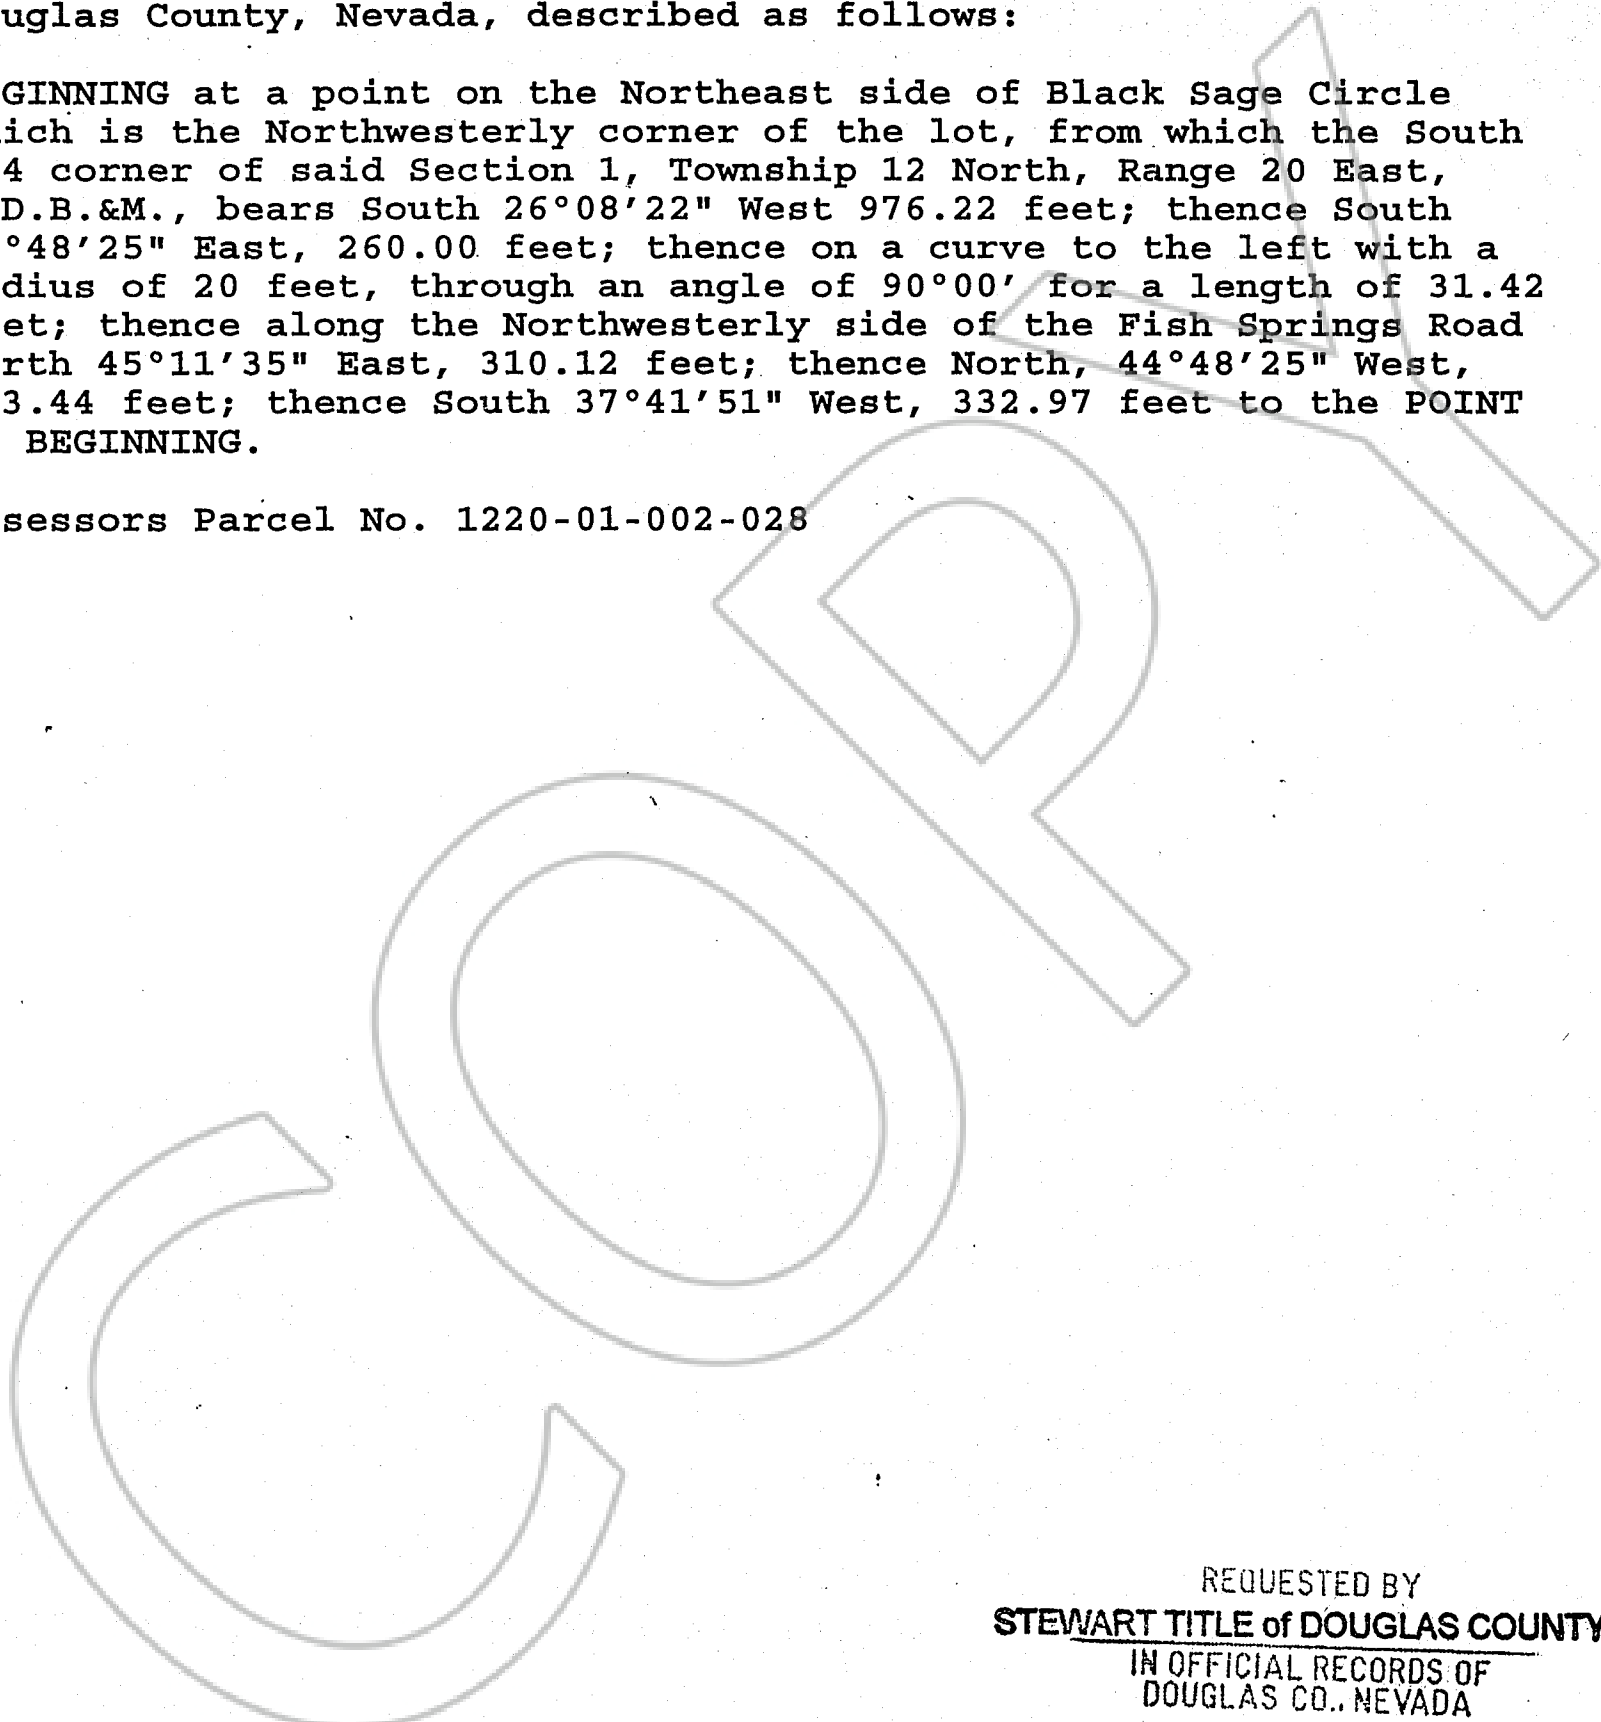 uglas County, Nevada, described as follows:
GINNING at a point on the Northeast side of Black Sage Circle
ich is the Northwesterly corner of the lot, from which the South
4 corner of said Section 1, Township 12 North, Range 20 East,
D.B.&M., bears South 26°08'22" West 976.22 feet; thence South
°48'25" East, 260.00 feet; thence on a curve to the left with a
dius of 20 feet, through an angle of 90°00' for a length of 31.42
et; thence along the Northwesterly side of the Fish Springs Road
rth 45°11'35" East, 310.12 feet; thence North, 44°48'25" West,
3.44 feet; thence South 37°41'51" West, 332.97 feet to the POINT
BEGINNING.
sessors Parcel No. 1220-01-002-028
COPY
REQUESTED BY
STEWART TITLE of DOUGLAS COUNTY
IN OFFICIAL RECORDS OF
DOUGLAS CO., NEVADA